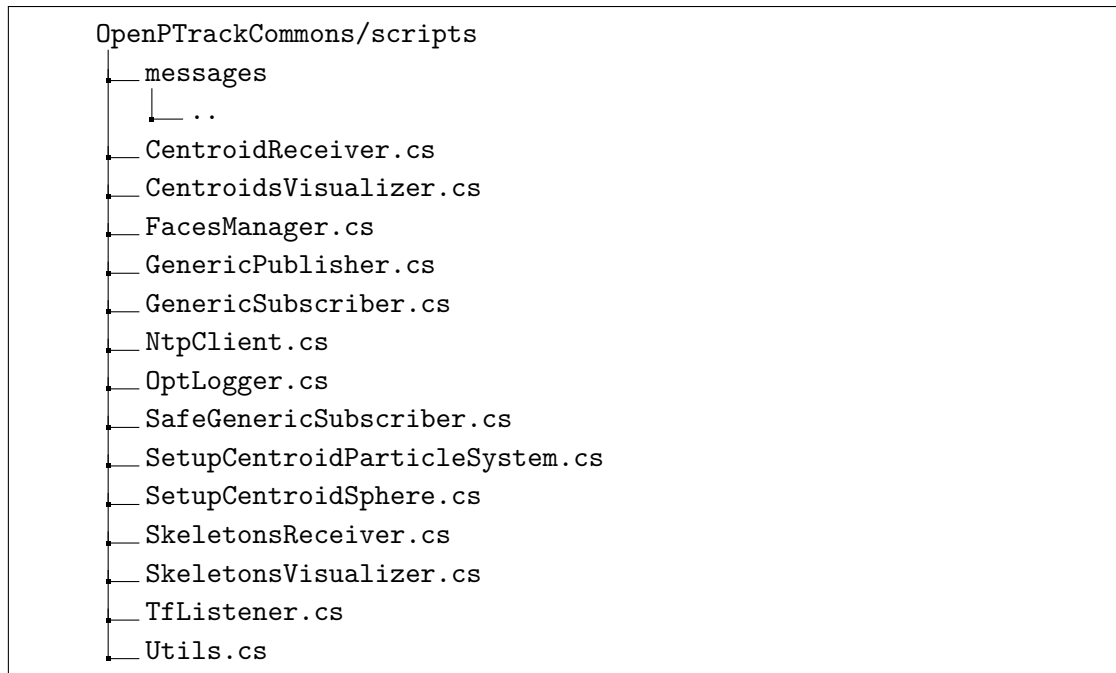 OpenPTrackCommons/scripts
messages
..
CentroidReceiver.cs
CentroidsVisualizer.cs
FacesManager.cs
GenericPublisher.cs
GenericSubscriber.cs
NtpClient.cs
OptLogger.cs
SafeGenericSubscriber.cs
SetupCentroidParticleSystem.cs
SetupCentroidSphere.cs
SkeletonsReceiver.cs
SkeletonsVisualizer.cs
TfListener.cs
Utils.cs